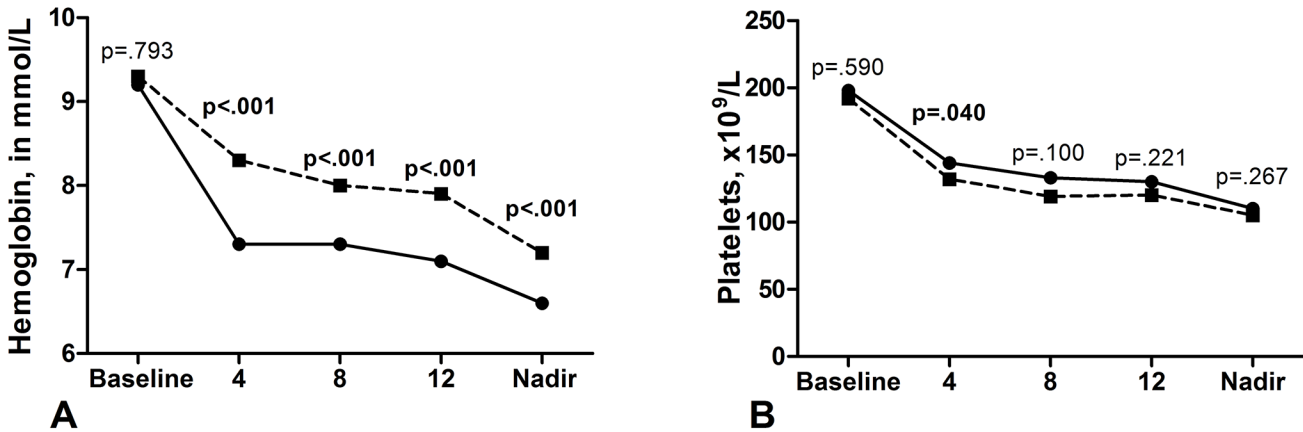 Hemoglobin, in mmol/L
10
9
8
7
6
p=.793
p<.001
p<.001
p<.001
p<.001
Baseline 4 8 12 Nadir
A
Platelets, x10⁹/L
250
200
150
100
50
0
p=.590
p=.040
p=.100
p=.221
p=.267
Baseline 4 8 12 Nadir
B